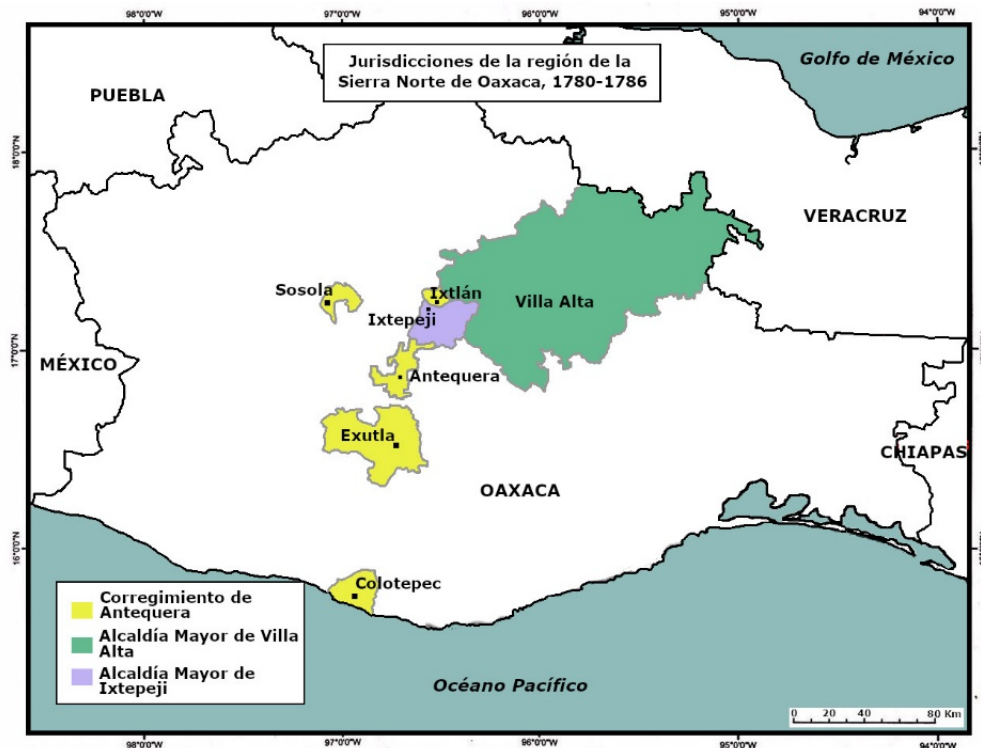 98°0'0"O
97°0'0"O
96°0'0"O
95°0'0"O
94°0'0"O
Jurisdicciones de la región de la
Sierra Norte de Oaxaca, 1780-1786
Golfo de México
PUEBLA
18°0'0"N
VERACRUZ
Sosola
Ixtlán
Villa Alta
Ixtepeji
17°0'0"N
MÉXICO
Antequera
Exutla
CHIAPAS
OAXACA
16°0'0"N
Colotepec
Corregimiento de
Antequera
Alcaldía Mayor de Villa
Alta
Alcaldía Mayor de
Ixtepeji
Océano Pacífico
0 20 40 80 Km
98°0'0"O
97°0'0"O
96°0'0"O
95°0'0"O
94°0'0"O